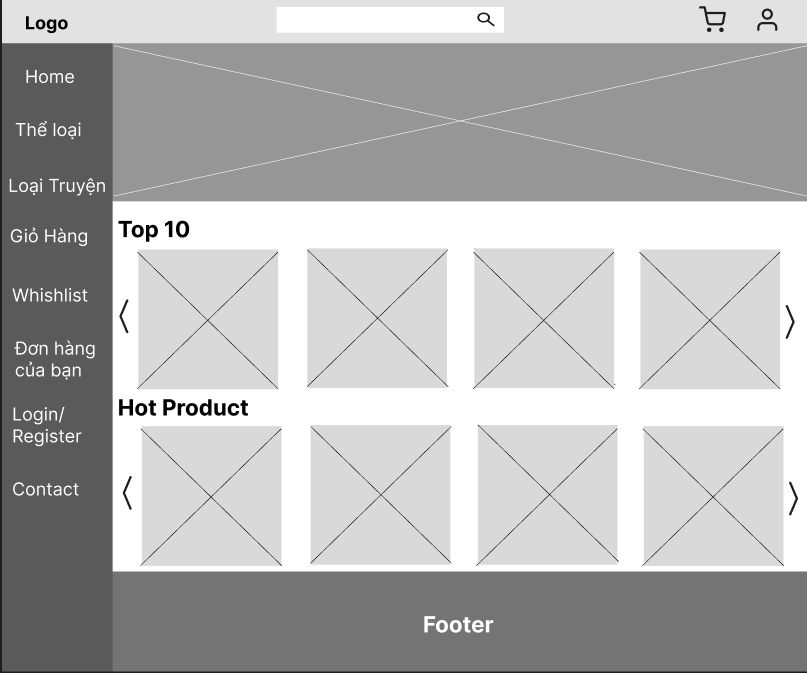 Logo
Home
Thể loại
Loại Truyện
Giỏ Hàng
Whishlist
Đơn hàng
của bạn
Login/
Register
Contact
Top 10
Hot Product
Footer